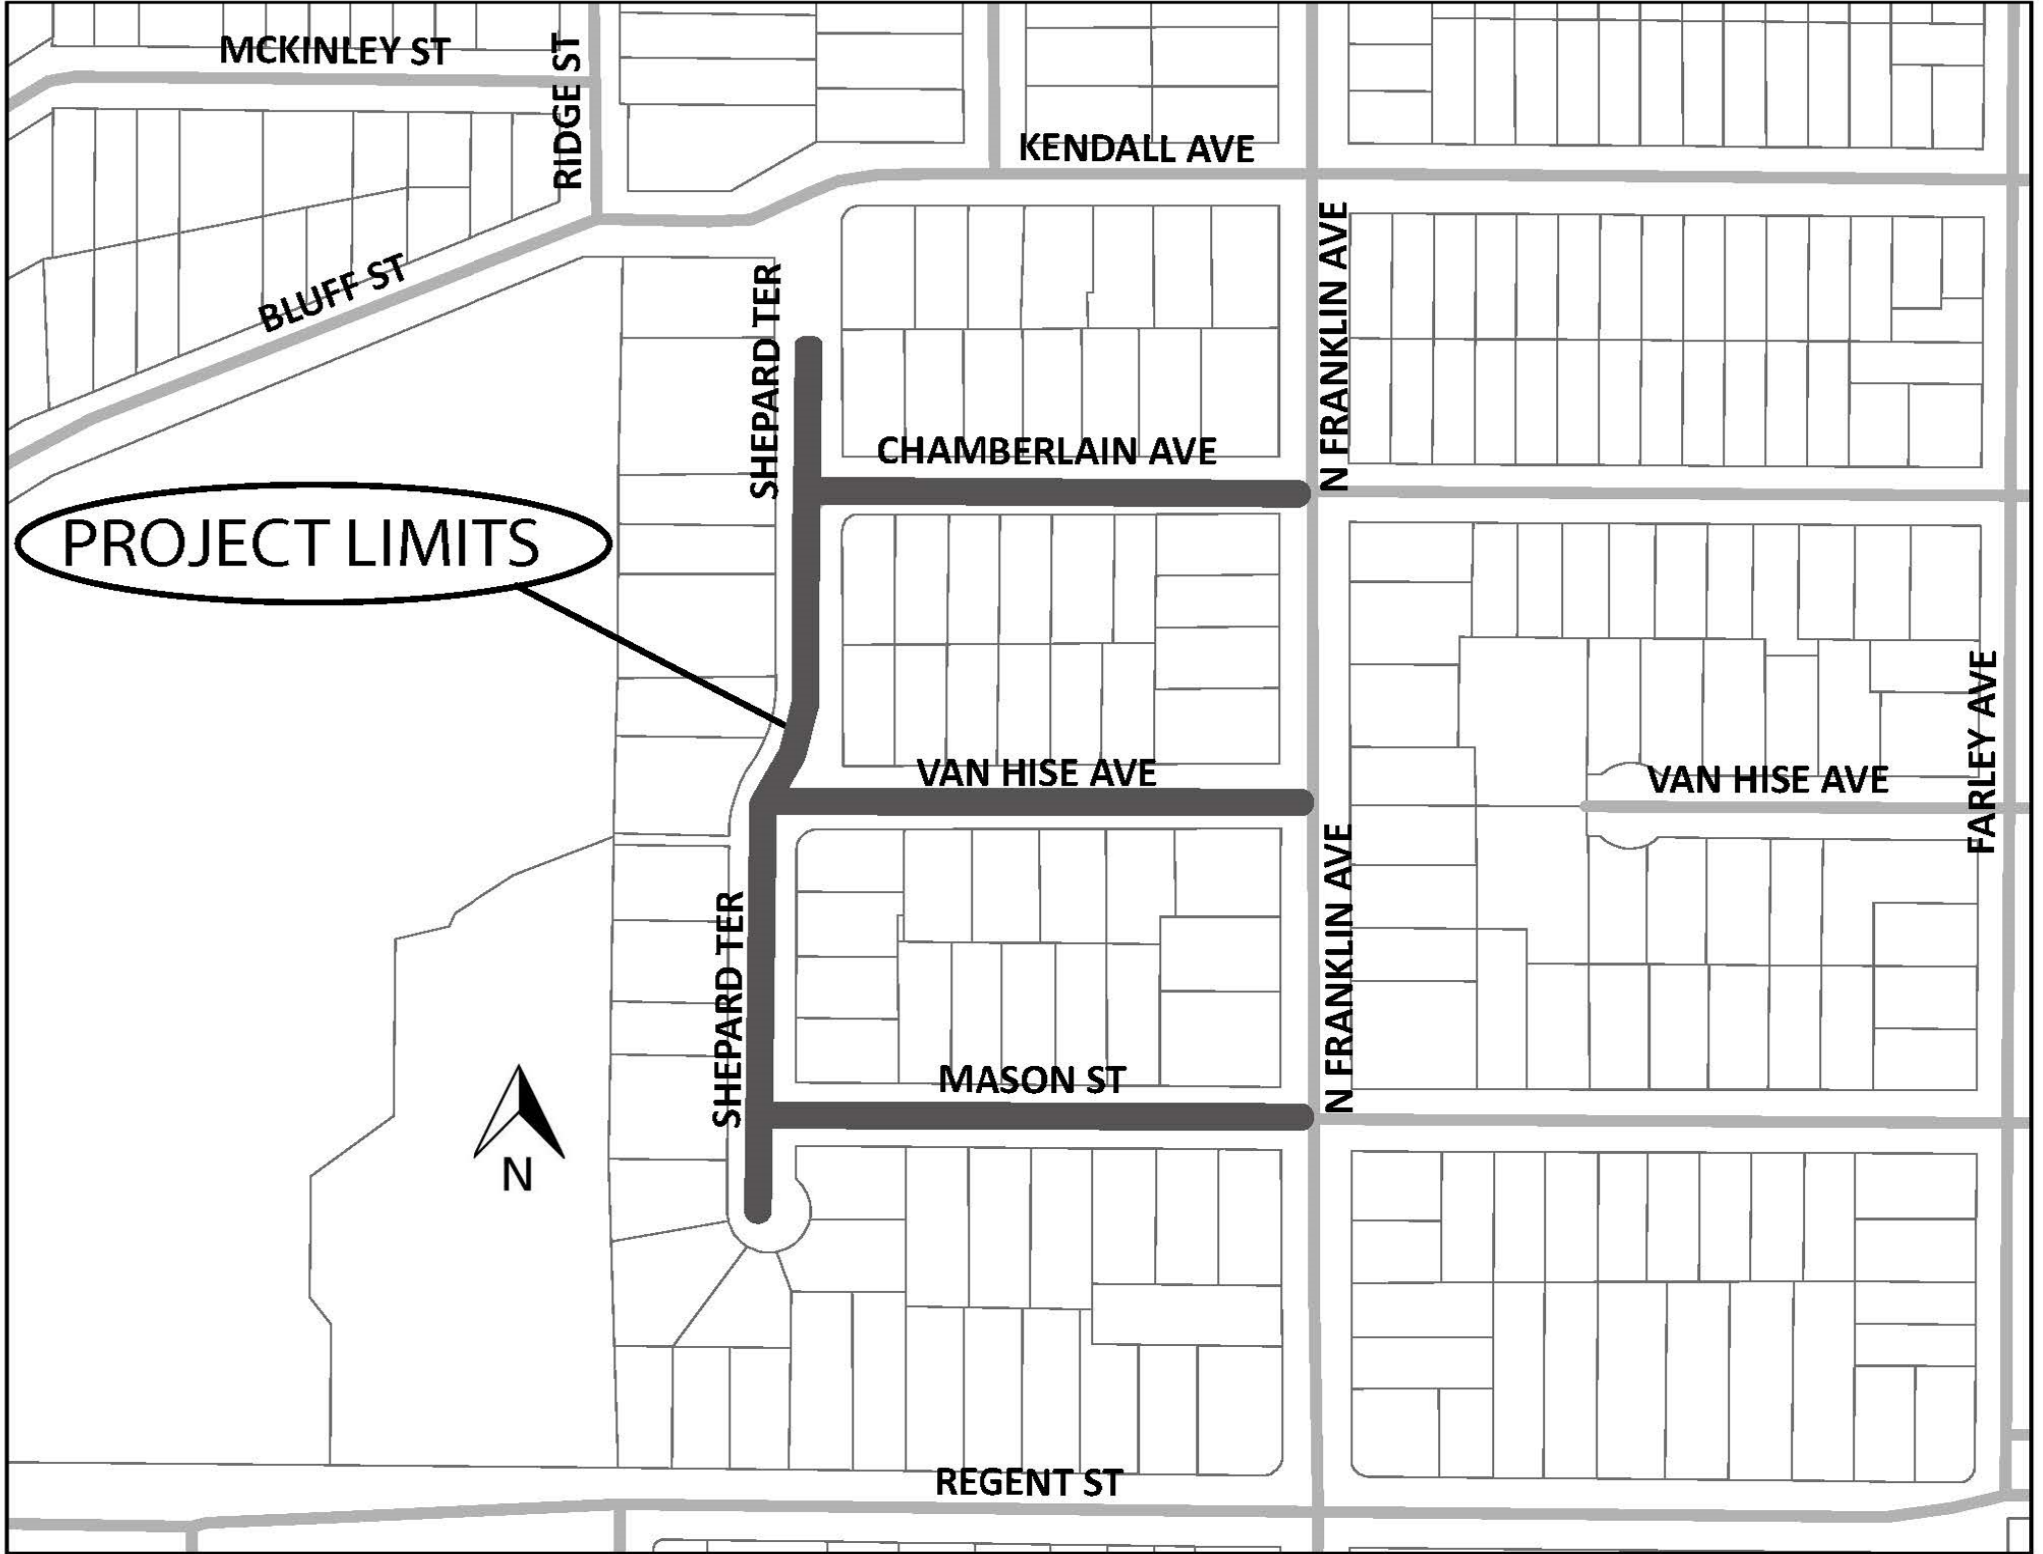 MCKINLEY ST
RIDGE ST
KENDALL AVE
BLUFF ST
SHEPARD TER
N FRANKLIN AVE
CHAMBERLAIN AVE
PROJECT LIMITS
VAN HISE AVE
VAN HISE AVE
FARLEY AVE
SHEPARD TER
N FRANKLIN AVE
MASON ST
N
REGENT ST